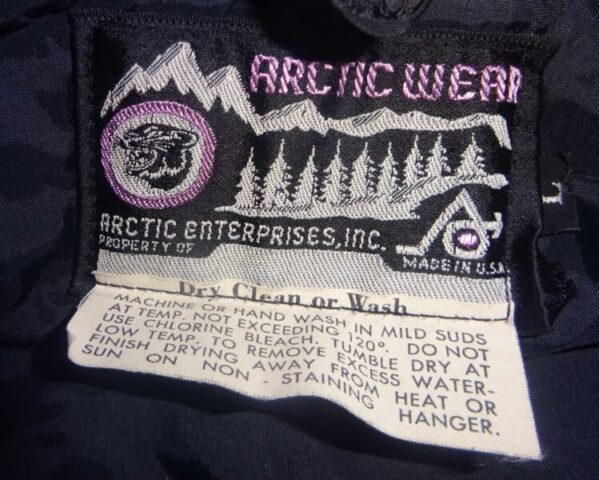 ARCTIC WEAR
ARCTIC ENTERPRISES, INC.
PROPERTY OF
MADE IN U.S.A.
L
Dry Clean or Wash
MACHINE OR HAND WASH IN MILD SUDS
AT TEMP. NOT EXCEEDING 120°. DO NOT
USE CHLORINE BLEACH. TUMBLE DRY AT
LOW TEMP. TO REMOVE EXCESS WATER-
FINISH DRYING AWAY FROM HEAT OR
SUN ON NON STAINING HANGER.